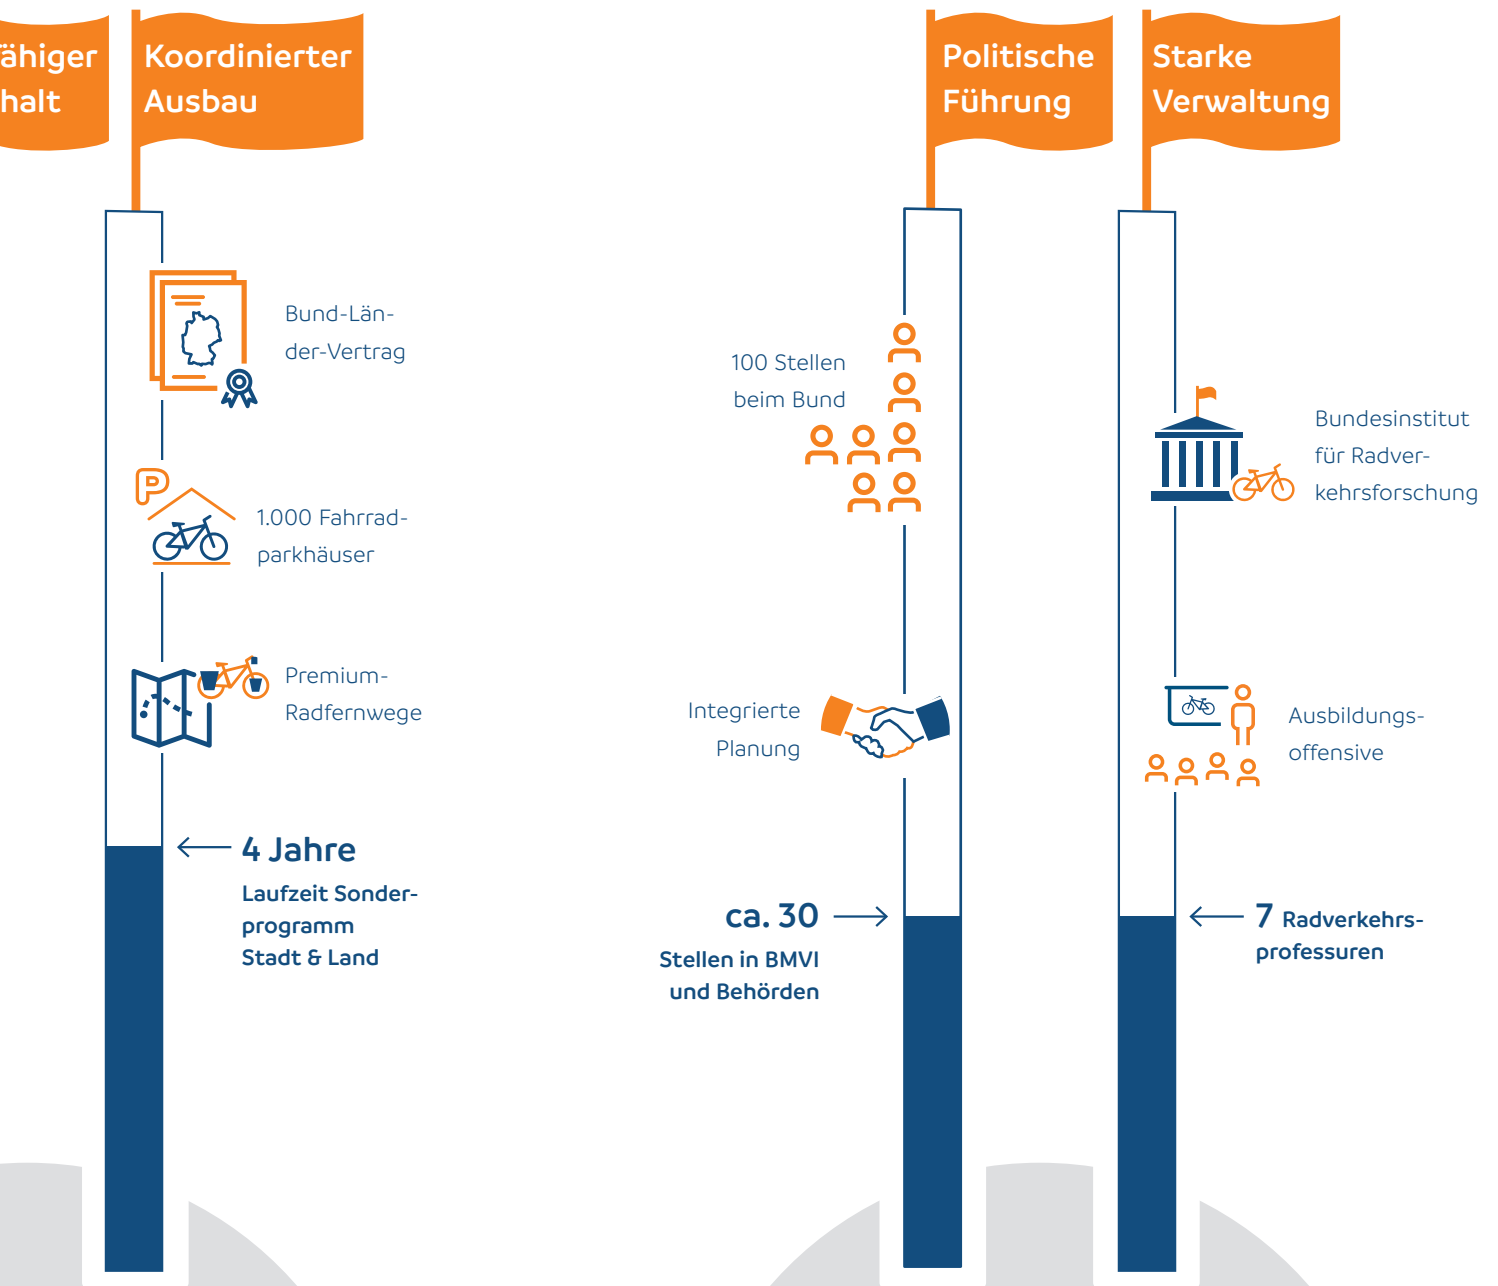 ähiger
halt
Koordinierter
Ausbau
Bund-Län-
der-Vertrag
P
1.000 Fahrrad-
parkhäuser
Premium-
Radfernwege
4 Jahre
Laufzeit Sonder-
programm
Stadt & Land
Politische
Führung
100 Stellen
beim Bund
Integrierte
Planung
ca. 30
Stellen in BMVI
und Behörden
Starke
Verwaltung
Bundesinstitut
für Radver-
kehrsforschung
Ausbildungs-
offensive
7 Radverkehrs-
professuren